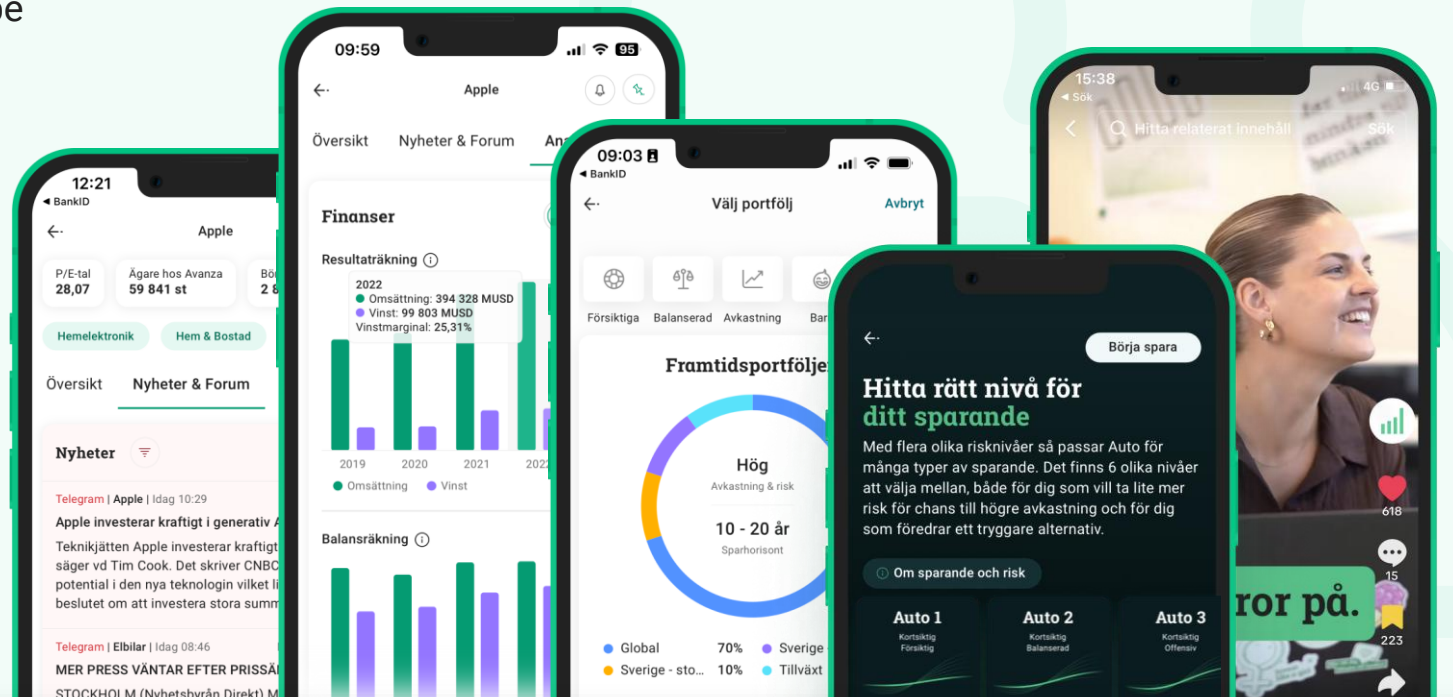 12:21
BankID
Apple
P/E-tal
28,07
Ägare hos Avanza
59 841 st
Hemelektronik
Hem & Bostad
Översikt Nyheter & Forum
Nyheter
Telegram | Apple | Idag 10:29
Apple investerar kraftigt i generativ
Teknikjätten Apple investerar kraftigt
säger vd Tim Cook. Det skriver CNBC
potential i den nya teknologin vilket
beslutet om att investera stora
Telegram | Elbilar | Idag 08:46
MER PRESS VÄNTAR EFTER
STOCKHOLM (Nyhetsbyrån Direkt)
09:59
95
Apple
Översikt Nyheter & Forum
Finanser
Resultaträkning
2022
Omsättning: 394 328 MUSD
Vinst: 99 803 MUSD
Vinstmarginal: 25,31%
2019 2020 2021 2022
Omsättning Vinst
Balansräkning
09:03
BankID
Välj portfölj
Avbryt
Försiktiga Balanserad Avkastning
Hög
Avkastning & risk
10 - 20 år
Sparhorisont
Global 70% Sverige
Sverige - sto... 10% Tillväxt
Börja spara
Hitta rätt nivå för
ditt sparande
Med flera olika risknivåer så passar Auto för
många typer av sparande. Det finns 6 olika nivåer
att välja mellan, både för dig som vill ta lite mer
risk för chans till högre avkastning och för dig
som föredrar ett tryggare alternativ.
Om sparande och risk
Auto 1
Kortsiktig
Försiktig
Auto 2
Kortsiktig
Balanserad
Auto 3
Kortsiktig
Offensiv
15:38
4G
Sök
Hitta relaterat innehåll
Sök
618
15
ror på.
223